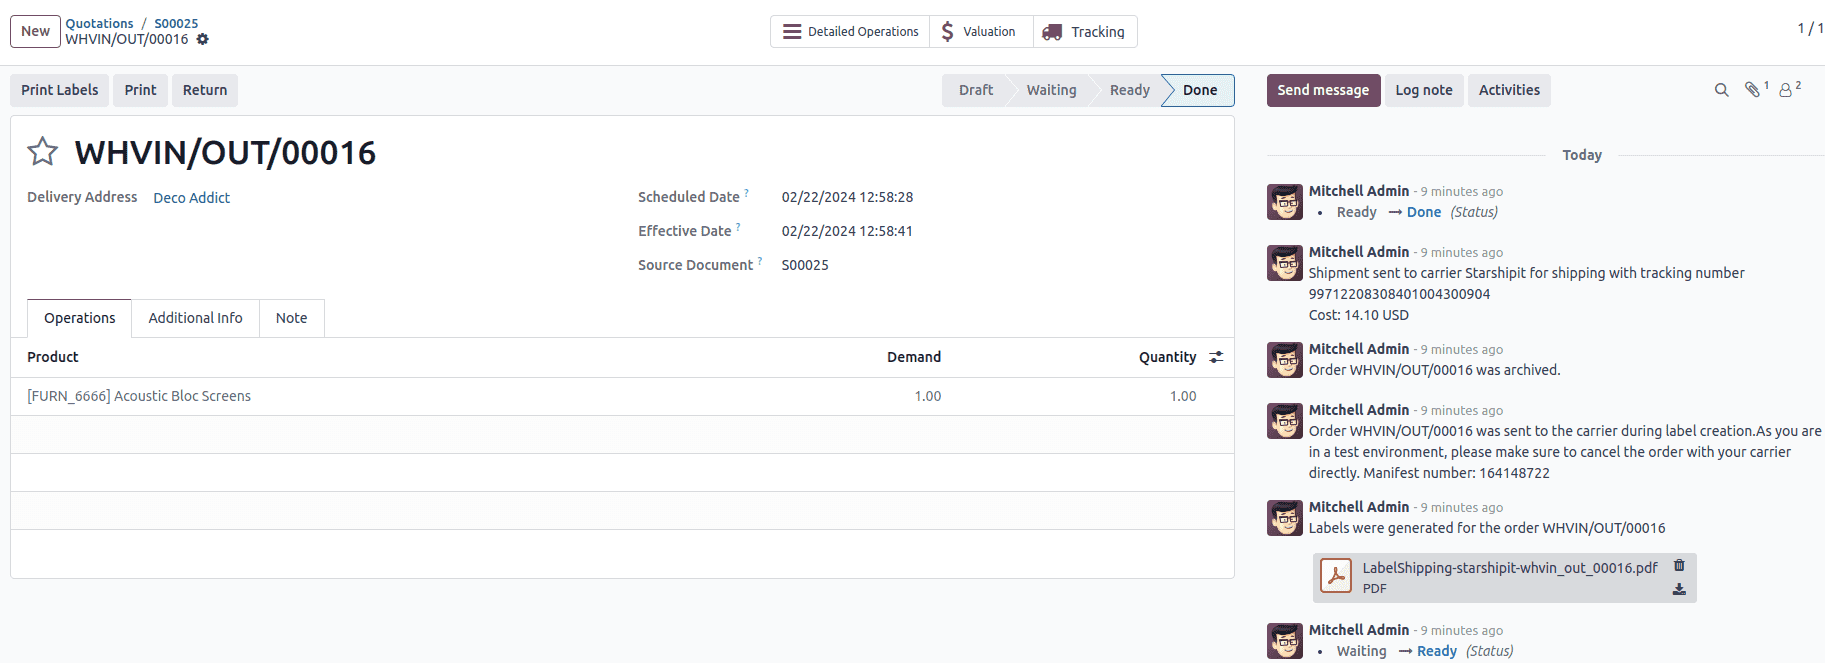 New
Quotations / S00025
WHVIN/OUT/00016
Detailed Operations
Valuation
Tracking
1 / 1
Print Labels
Print
Return
Draft
Waiting
Ready
Done
Send message
Log note
Activities
1
2
WHVIN/OUT/00016
Delivery Address Deco Addict
Scheduled Date ? 02/22/2024 12:58:28
Effective Date ? 02/22/2024 12:58:41
Source Document ? S00025
Operations
Additional Info
Note
Product Demand Quantity
[FURN_6666] Acoustic Bloc Screens 1.00 1.00
Today
Mitchell Admin - 9 minutes ago
• Ready → Done (Status)
Mitchell Admin - 9 minutes ago
Shipment sent to carrier Starshipit for shipping with tracking number
99712208308401004300904
Cost: 14.10 USD
Mitchell Admin - 9 minutes ago
Order WHVIN/OUT/00016 was archived.
Mitchell Admin - 9 minutes ago
Order WHVIN/OUT/00016 was sent to the carrier during label creation.As you are
in a test environment, please make sure to cancel the order with your carrier
directly. Manifest number: 164148722
Mitchell Admin - 9 minutes ago
Labels were generated for the order WHVIN/OUT/00016
LabelShipping-starshipit-whvin_out_00016.pdf
PDF
Mitchell Admin - 9 minutes ago
• Waiting → Ready (Status)